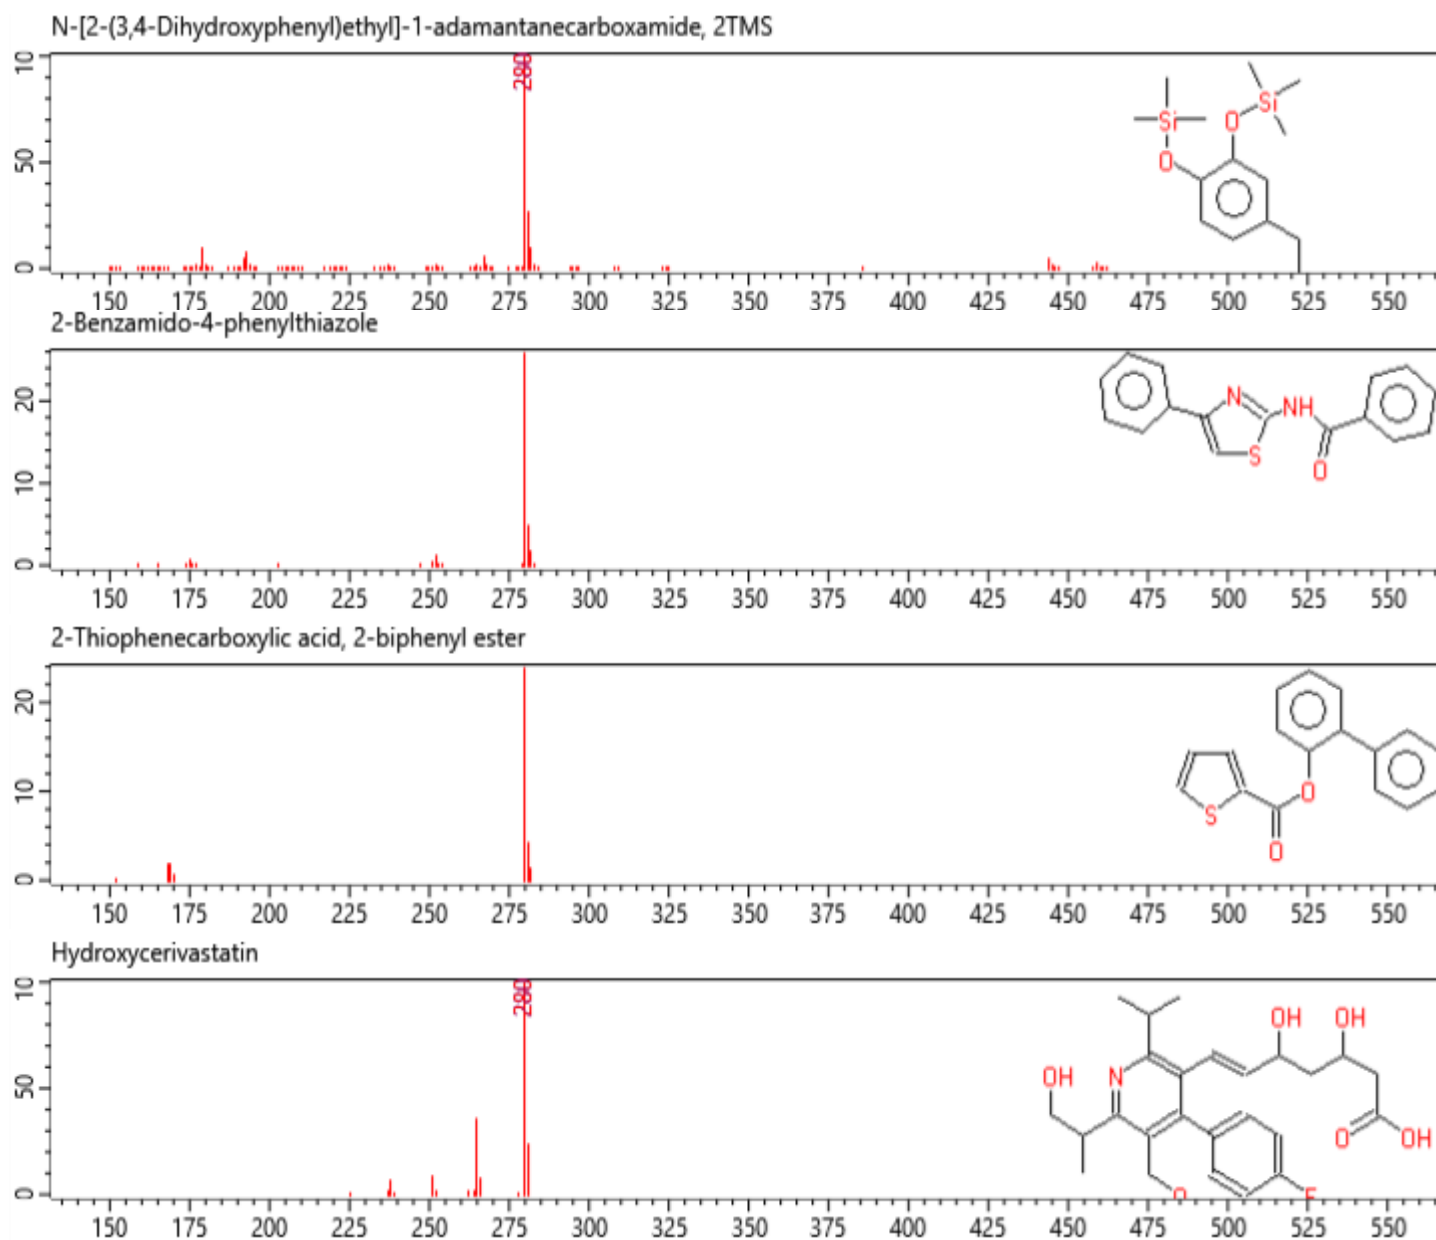 N-[2-(3,4-Dihydroxyphenyl)ethyl]-1-adamantanecarboxamide, 2TMS
10
50
0
280
Si
O
O
Si
150 175 200 225 250 275 300 325 350 375 400 425 450 475 500 525 550
2-Benzamido-4-phenylthiazole
20
10
0
N
NH
S
O
150 175 200 225 250 275 300 325 350 375 400 425 450 475 500 525 550
2-Thiophenecarboxylic acid, 2-biphenyl ester
20
10
0
S
O
O
150 175 200 225 250 275 300 325 350 375 400 425 450 475 500 525 550
Hydroxycerivastatin
10
50
0
280
OH
N
OH
OH
O
OH
O
F
150 175 200 225 250 275 300 325 350 375 400 425 450 475 500 525 550